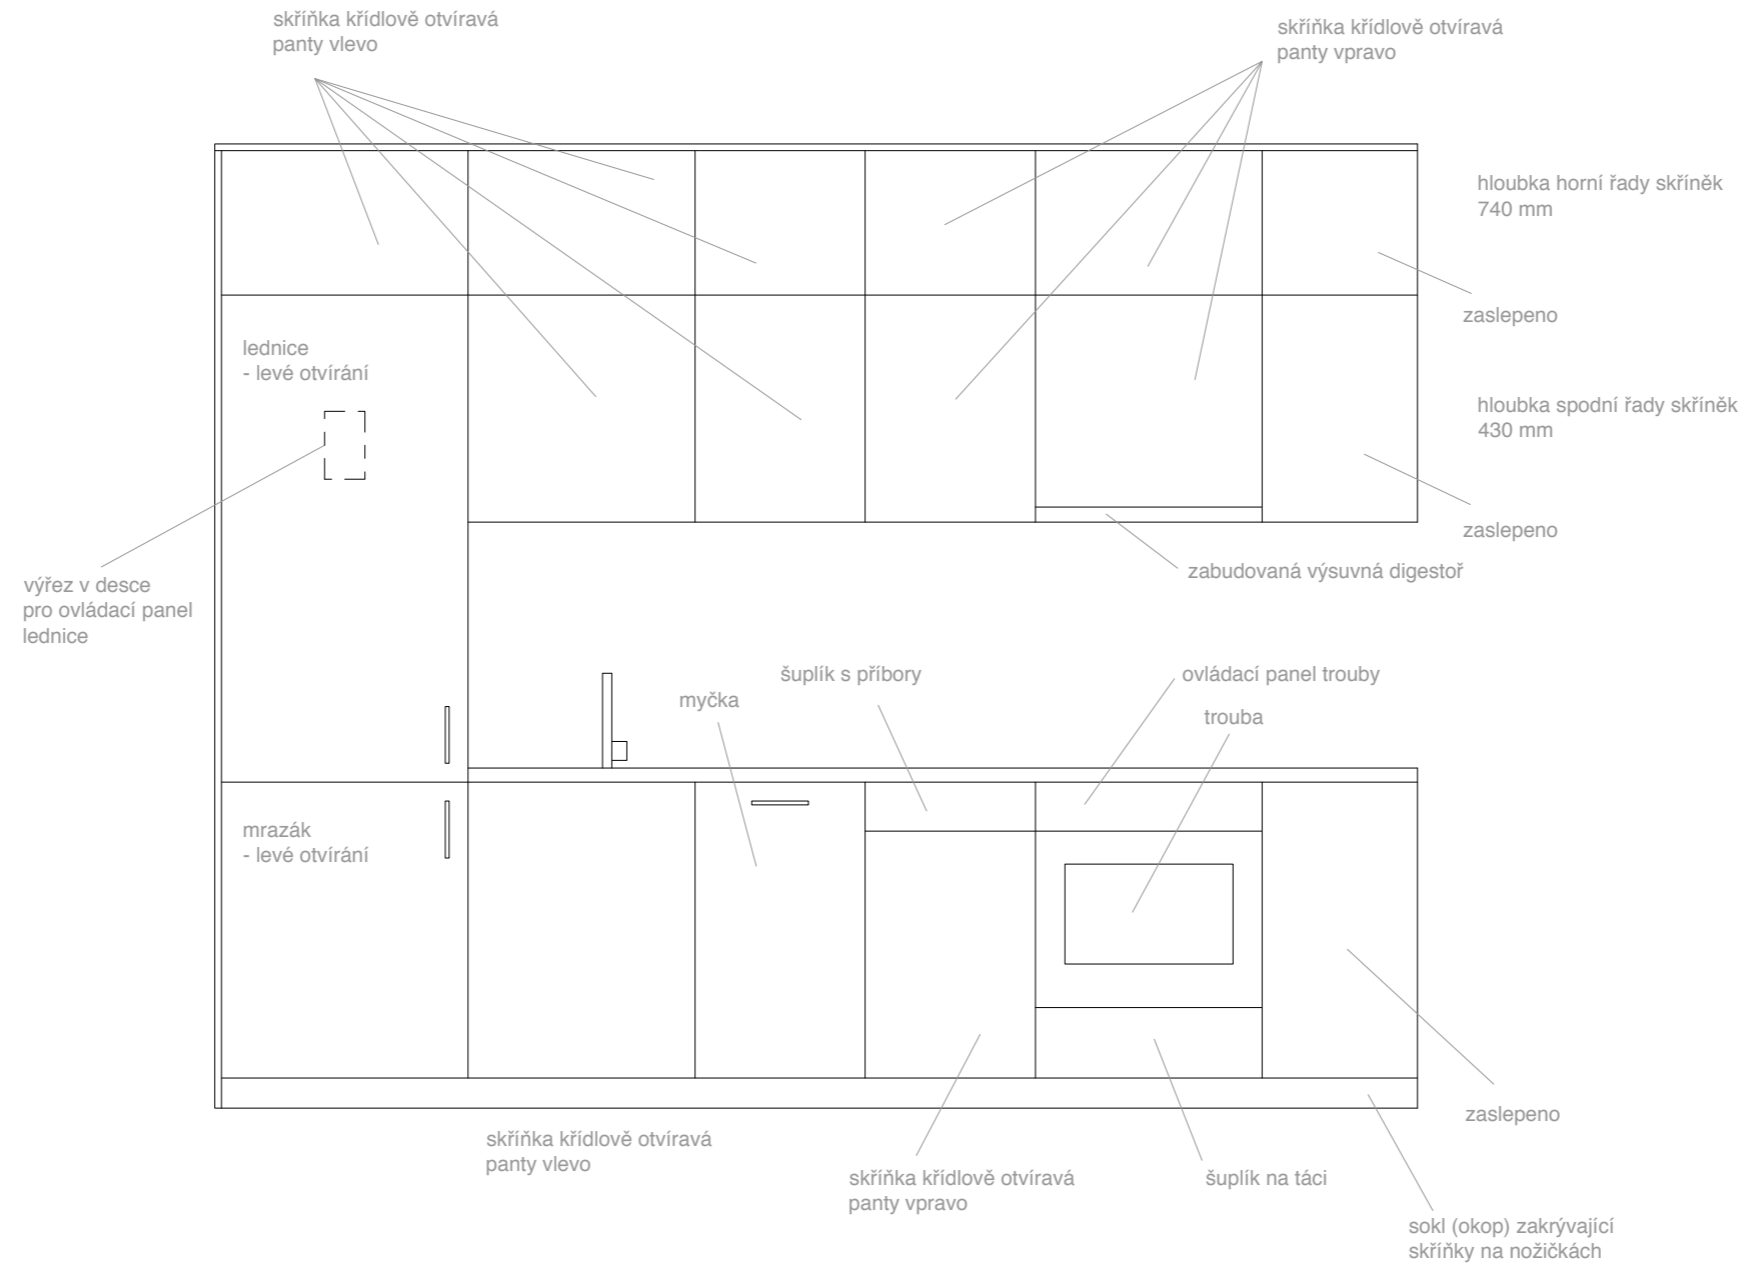 skříňka křídlově otvíravá
panty vlevo
skříňka křídlově otvíravá
panty vpravo
hloubka horní řady skříněk
740 mm
zaslepeno
lednice
- levé otvírání
hloubka spodní řady skříněk
430 mm
zaslepeno
zabudovaná výsuvná digestoř
výřez v desce
pro ovládací panel
lednice
šuplík s příbory
ovládací panel trouby
myčka
trouba
mrazák
- levé otvírání
zaslepeno
skříňka křídlově otvíravá
panty vlevo
skříňka křídlově otvíravá
panty vpravo
šuplík na táci
sokl (okop) zakrývající
skříňky na nožičkách